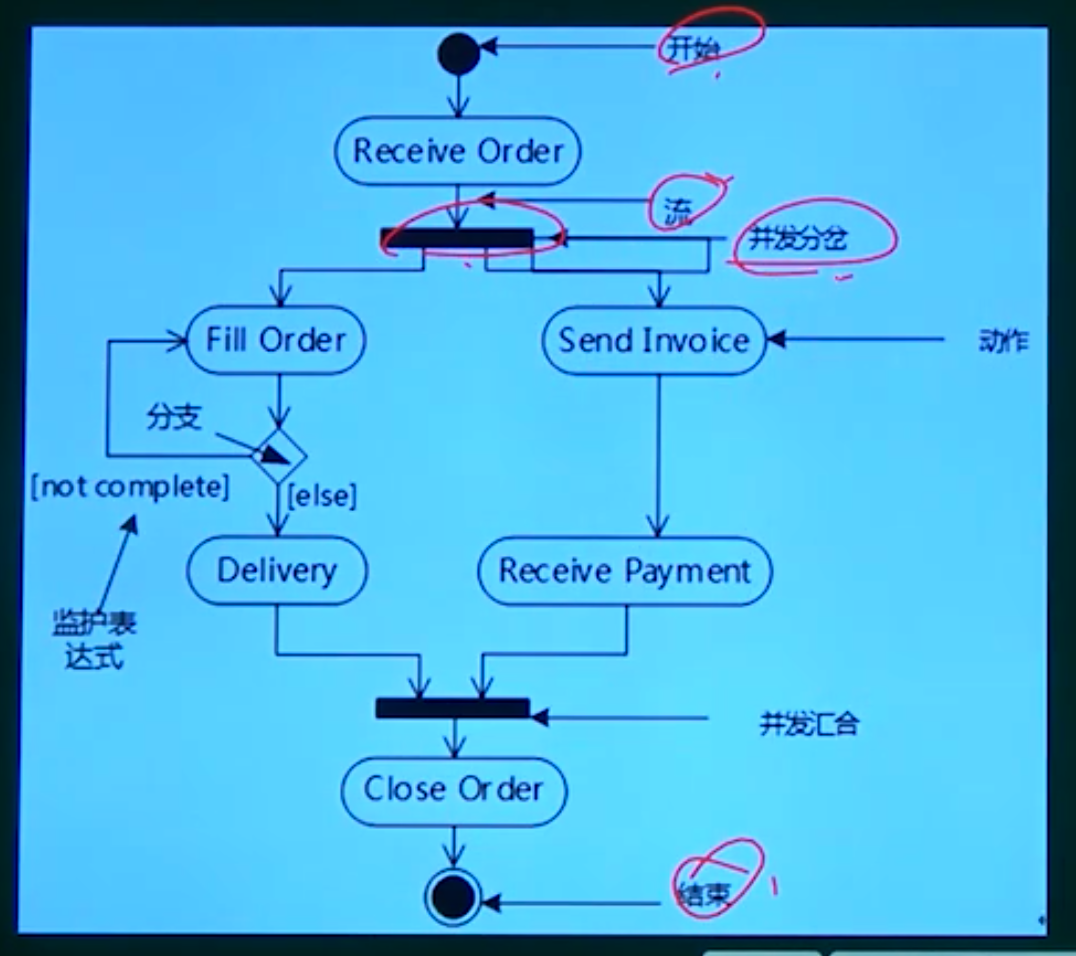 开始
Receive Order
流
并发分岔
Fill Order
Send Invoice
动作
分支
[not complete]
[else]
Delivery
Receive Payment
监护表
达式
并发汇合
Close Order
结束